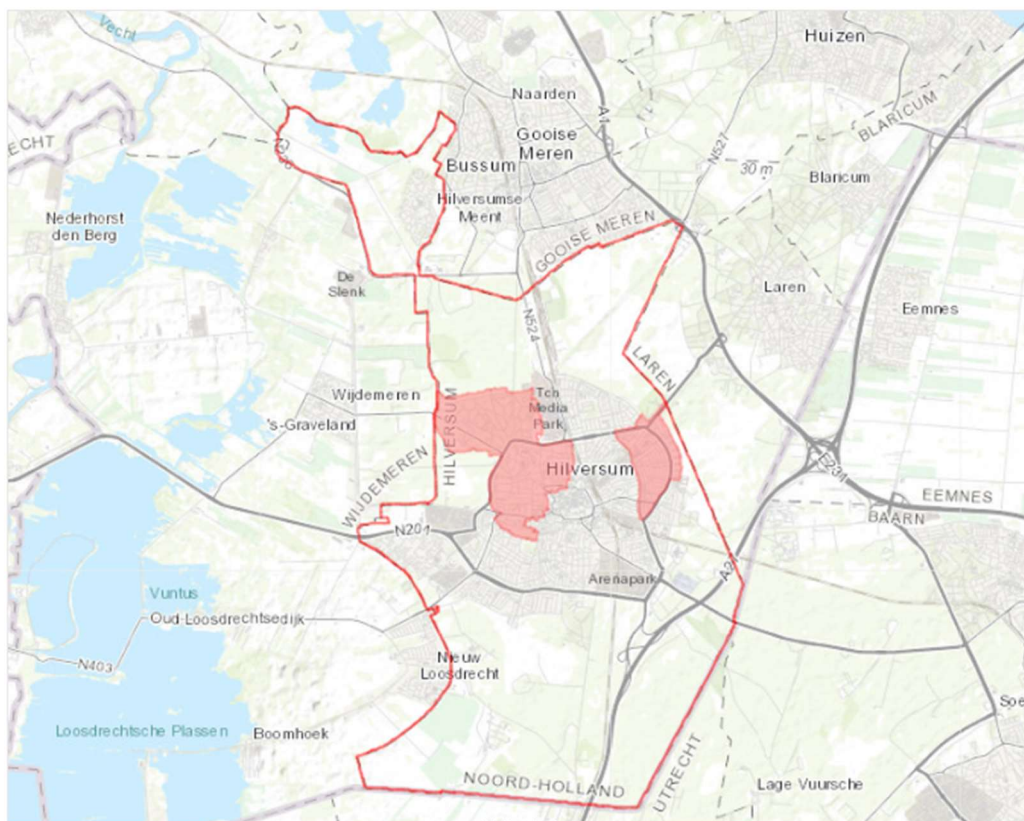 Vecht
Huizen
Naarden
A1
Gooise
Meren
N527
BLARICUM
ECHT
N236
Bussum
30 m
Blaricum
Hilversumse
Meent
Nederhorst
den Berg
GOOISE MEREN
De
Slenk
Laren
Eemnes
N524
LAREN
Wijdemeren
HILVERSUM
Tch
Media
Park
's-Graveland
WIJDEMEREN
Hilversum
E231
EEMNES
BAARN
N201
A27
Arenapark
Vuntus
Oud-Loosdrechtsedijk
N403
Nieuw
Loosdrecht
Soe
Loosdrechtsche Plassen
Boomhoek
NOORD-HOLLAND
UTRECHT
Lage Vuursche